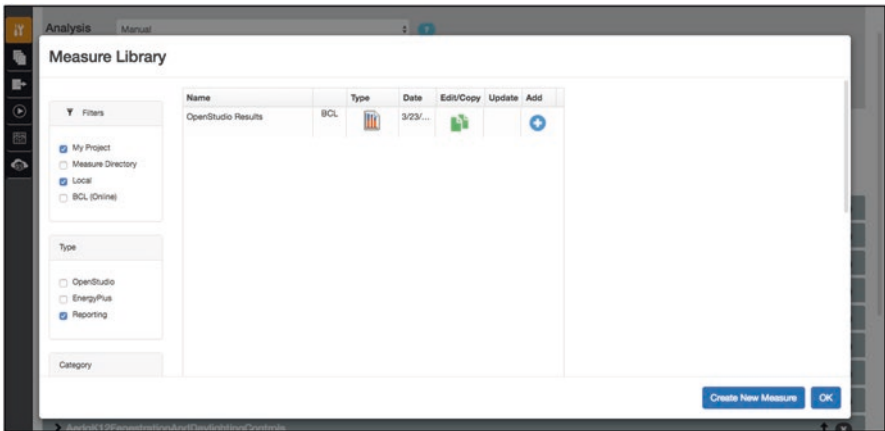 Analysis Manual
Measure Library
Filters
My Project
Measure Directory
Local
BCL (Online)
Type
OpenStudio
EnergyPlus
Reporting
Category
Name Type Date Edit/Copy Update Add
OpenStudio Results BCL 3/23/...
Create New Measure OK
AedgK12FenestrationAndDaylightingControls